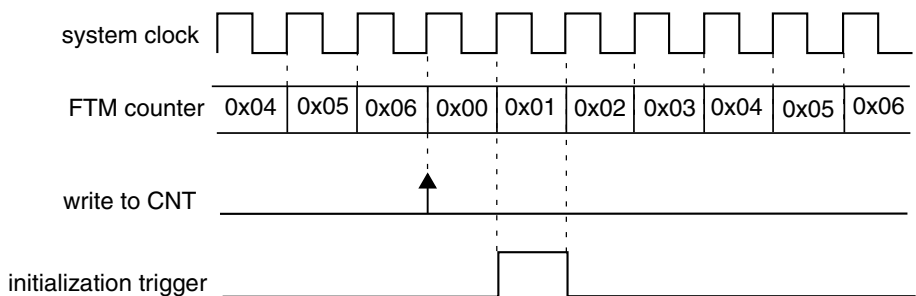 system clock
FTM counter 0x04 0x05 0x06 0x00 0x01 0x02 0x03 0x04 0x05 0x06
write to CNT
initialization trigger